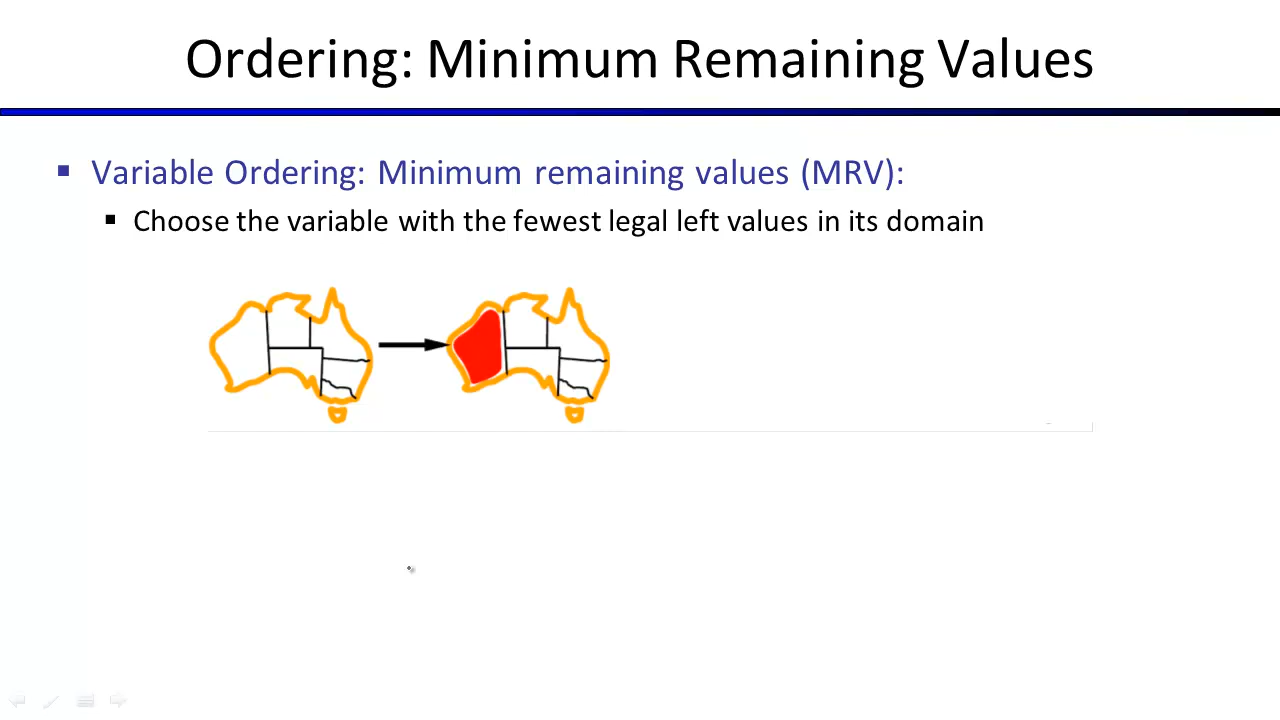 Ordering: Minimum Remaining Values
Variable Ordering: Minimum remaining values (MRV):
Choose the variable with the fewest legal left values in its domain